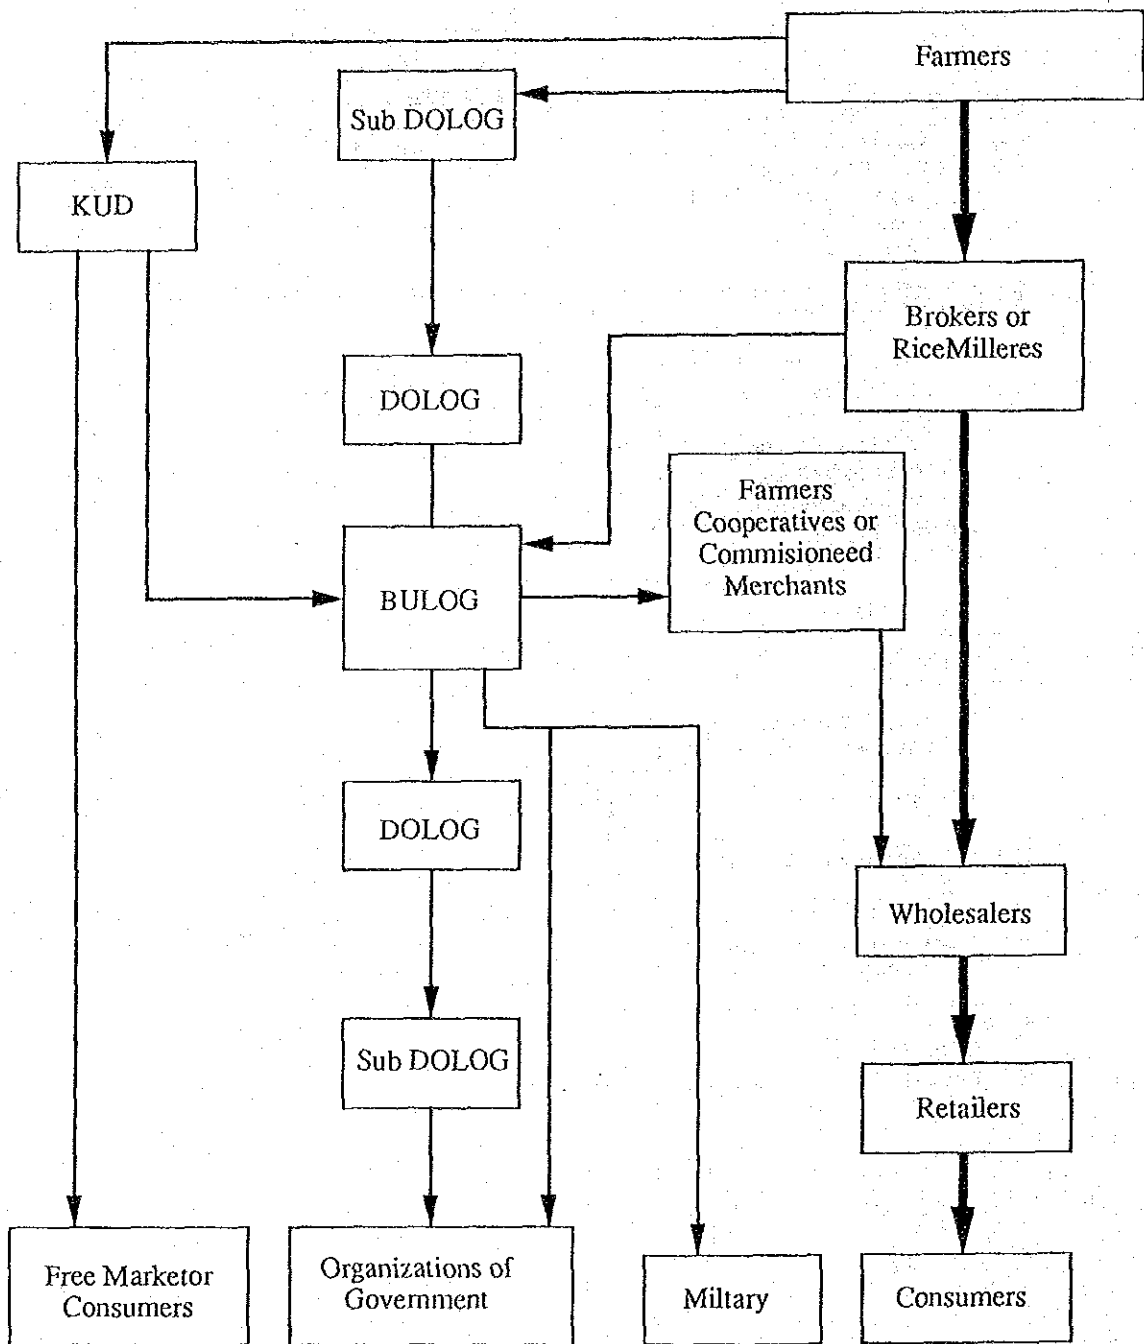 Farmers
Sub DOLOG
KUD
Brokers or
RiceMilleres
DOLOG
Farmers
Cooperatives or
Commisioneed
Merchants
BULOG
DOLOG
Wholesalers
Sub DOLOG
Retailers
Free Marketor
Consumers
Organizations of
Government
Miltary
Consumers